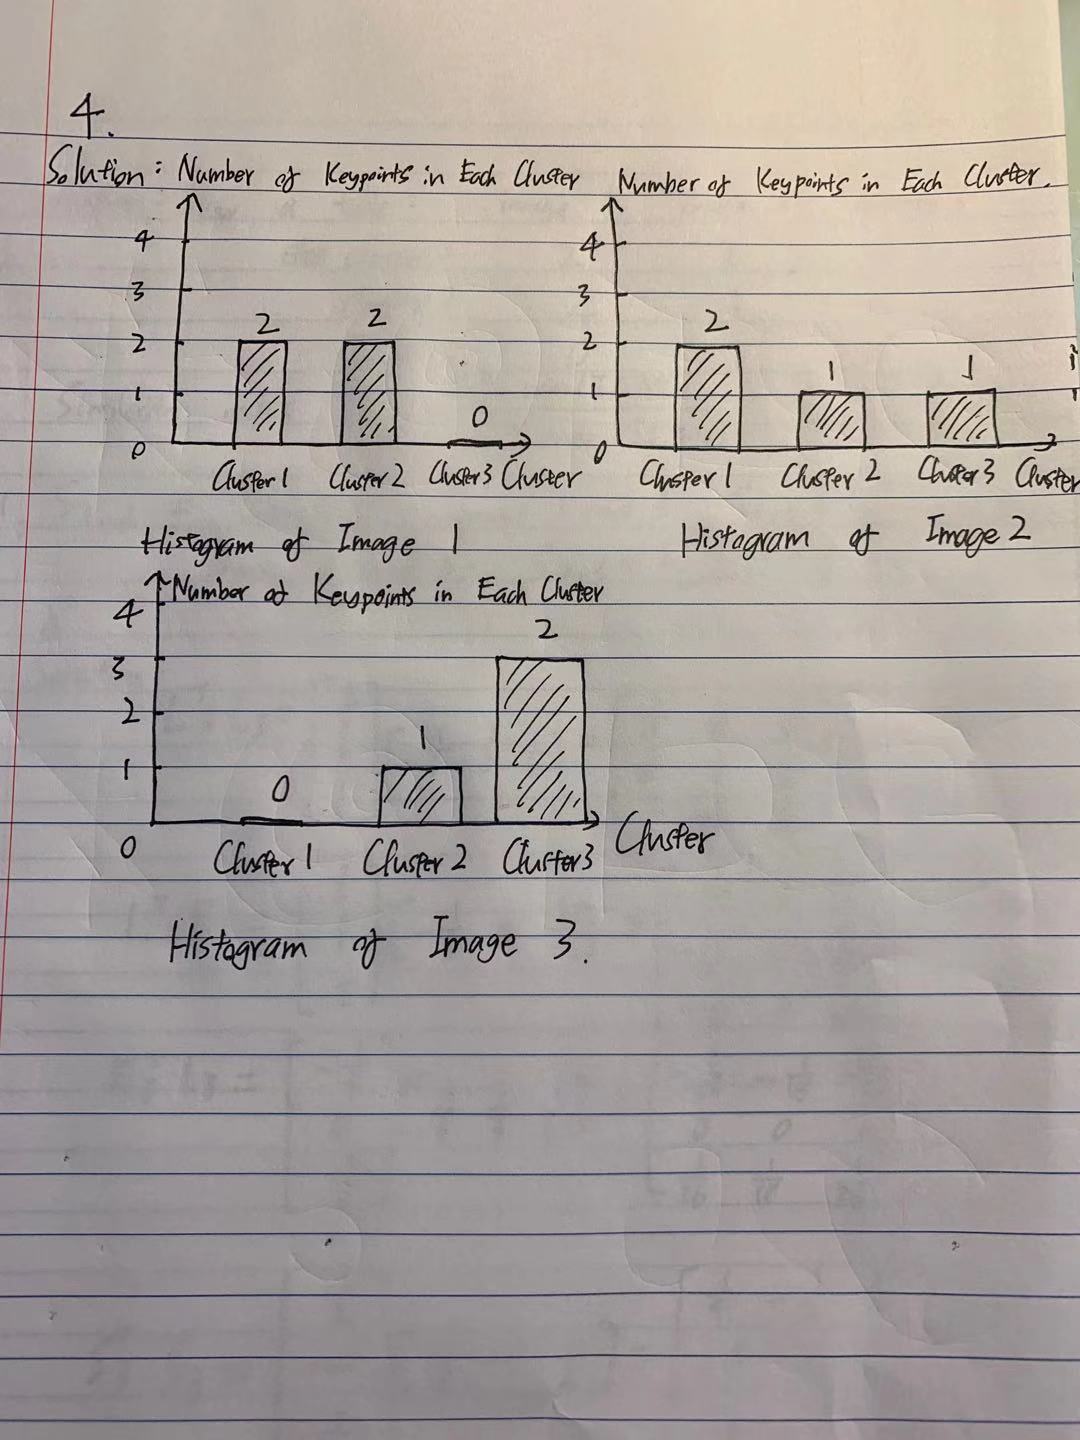 4.
Solution: Number of Keypoints in Each Cluster
4
3
2
1
0
2
2
0
Cluster 1 Cluster 2 Cluster 3 Cluster
Histogram of Image 1
Number of Keypoints in Each Cluster.
4
3
2
1
0
2
1
1
Cluster 1 Cluster 2 Cluster 3 Cluster
Histogram of Image 2
Number of Keypoints in Each Cluster
4
3
2
1
0
0
1
2
Cluster 1 Cluster 2 Cluster 3 Cluster
Histogram of Image 3.